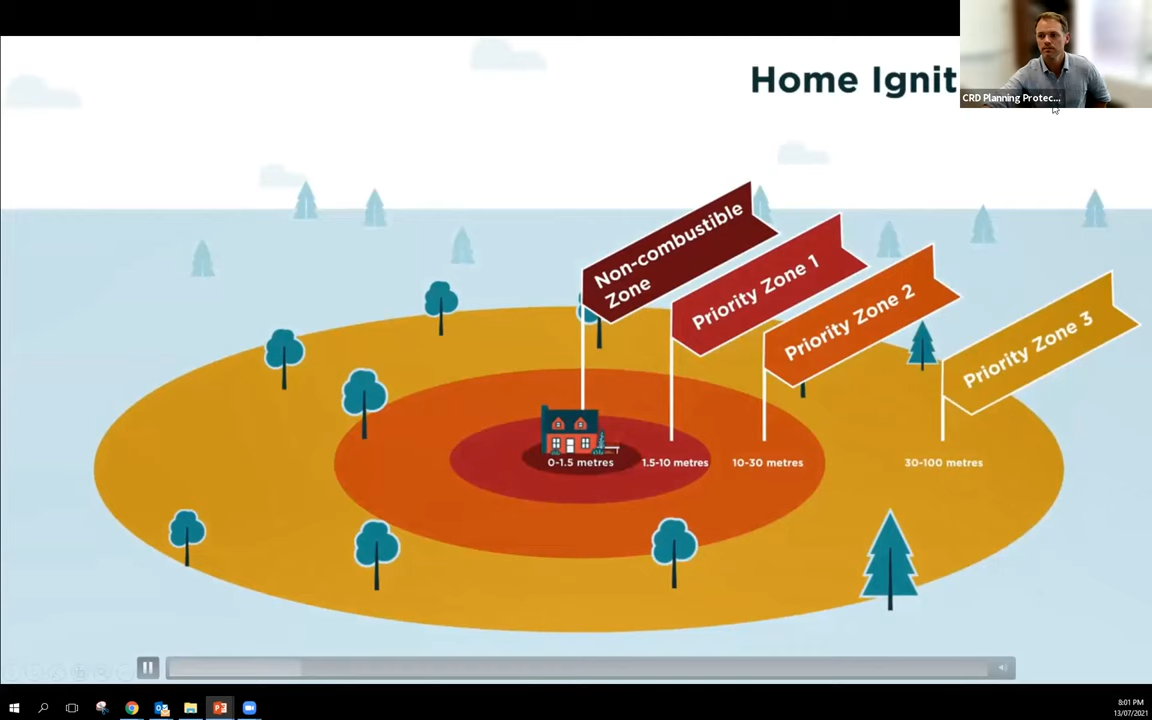 Home Ignit
CRD Planning Protec...
Non-combustible
Zone
Priority Zone 1
Priority Zone 2
Priority Zone 3
0-1.5 metres
1.5-10 metres
10-30 metres
30-100 metres
8:01 PM
13/07/2021